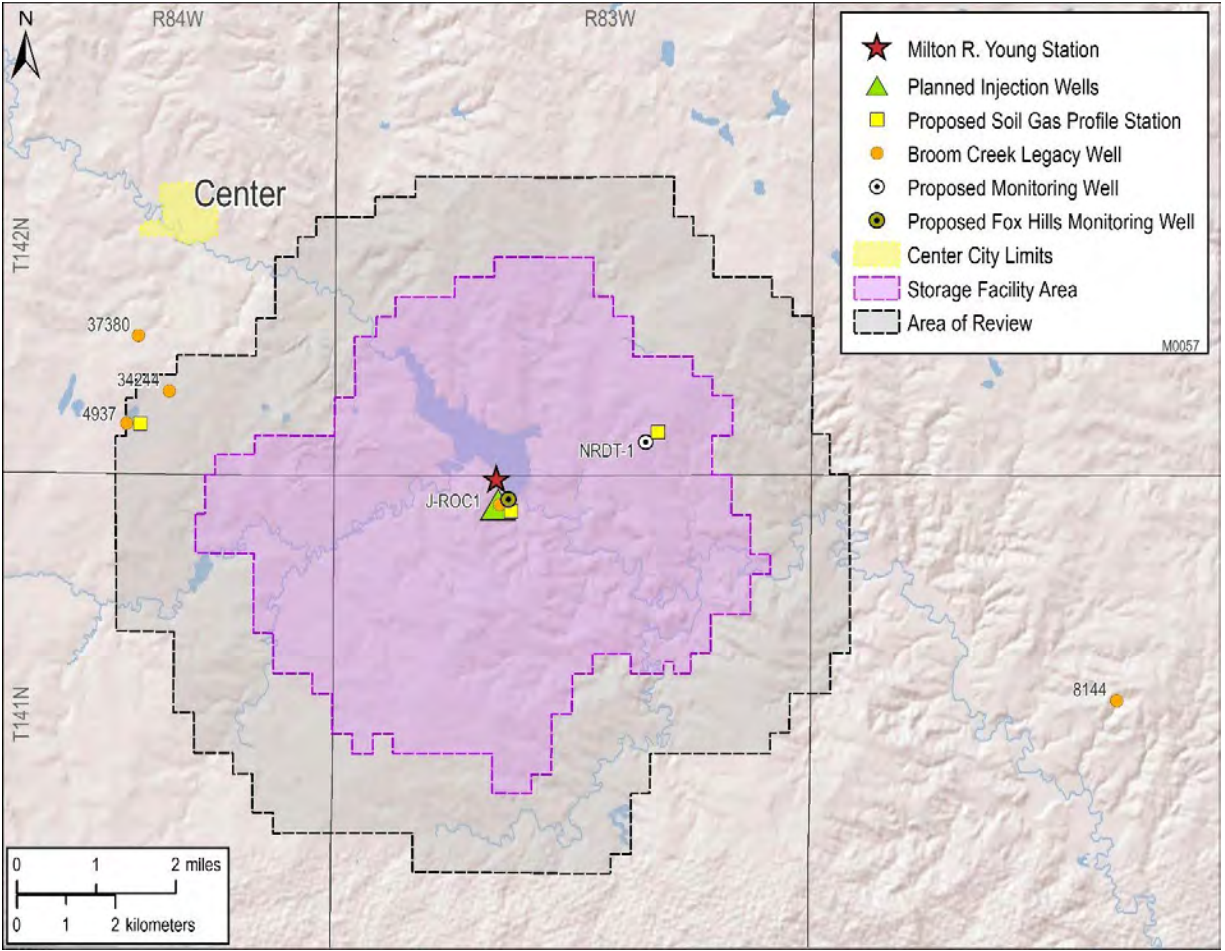 N
R84W
R83W
Milton R. Young Station
Planned Injection Wells
Proposed Soil Gas Profile Station
Broom Creek Legacy Well
Proposed Monitoring Well
Proposed Fox Hills Monitoring Well
Center City Limits
Storage Facility Area
Area of Review
M0057
Center
T142N
37380
4937
NRDT-1
J-ROC1
T141N
8144
0 1 2 miles
0 1 2 kilometers